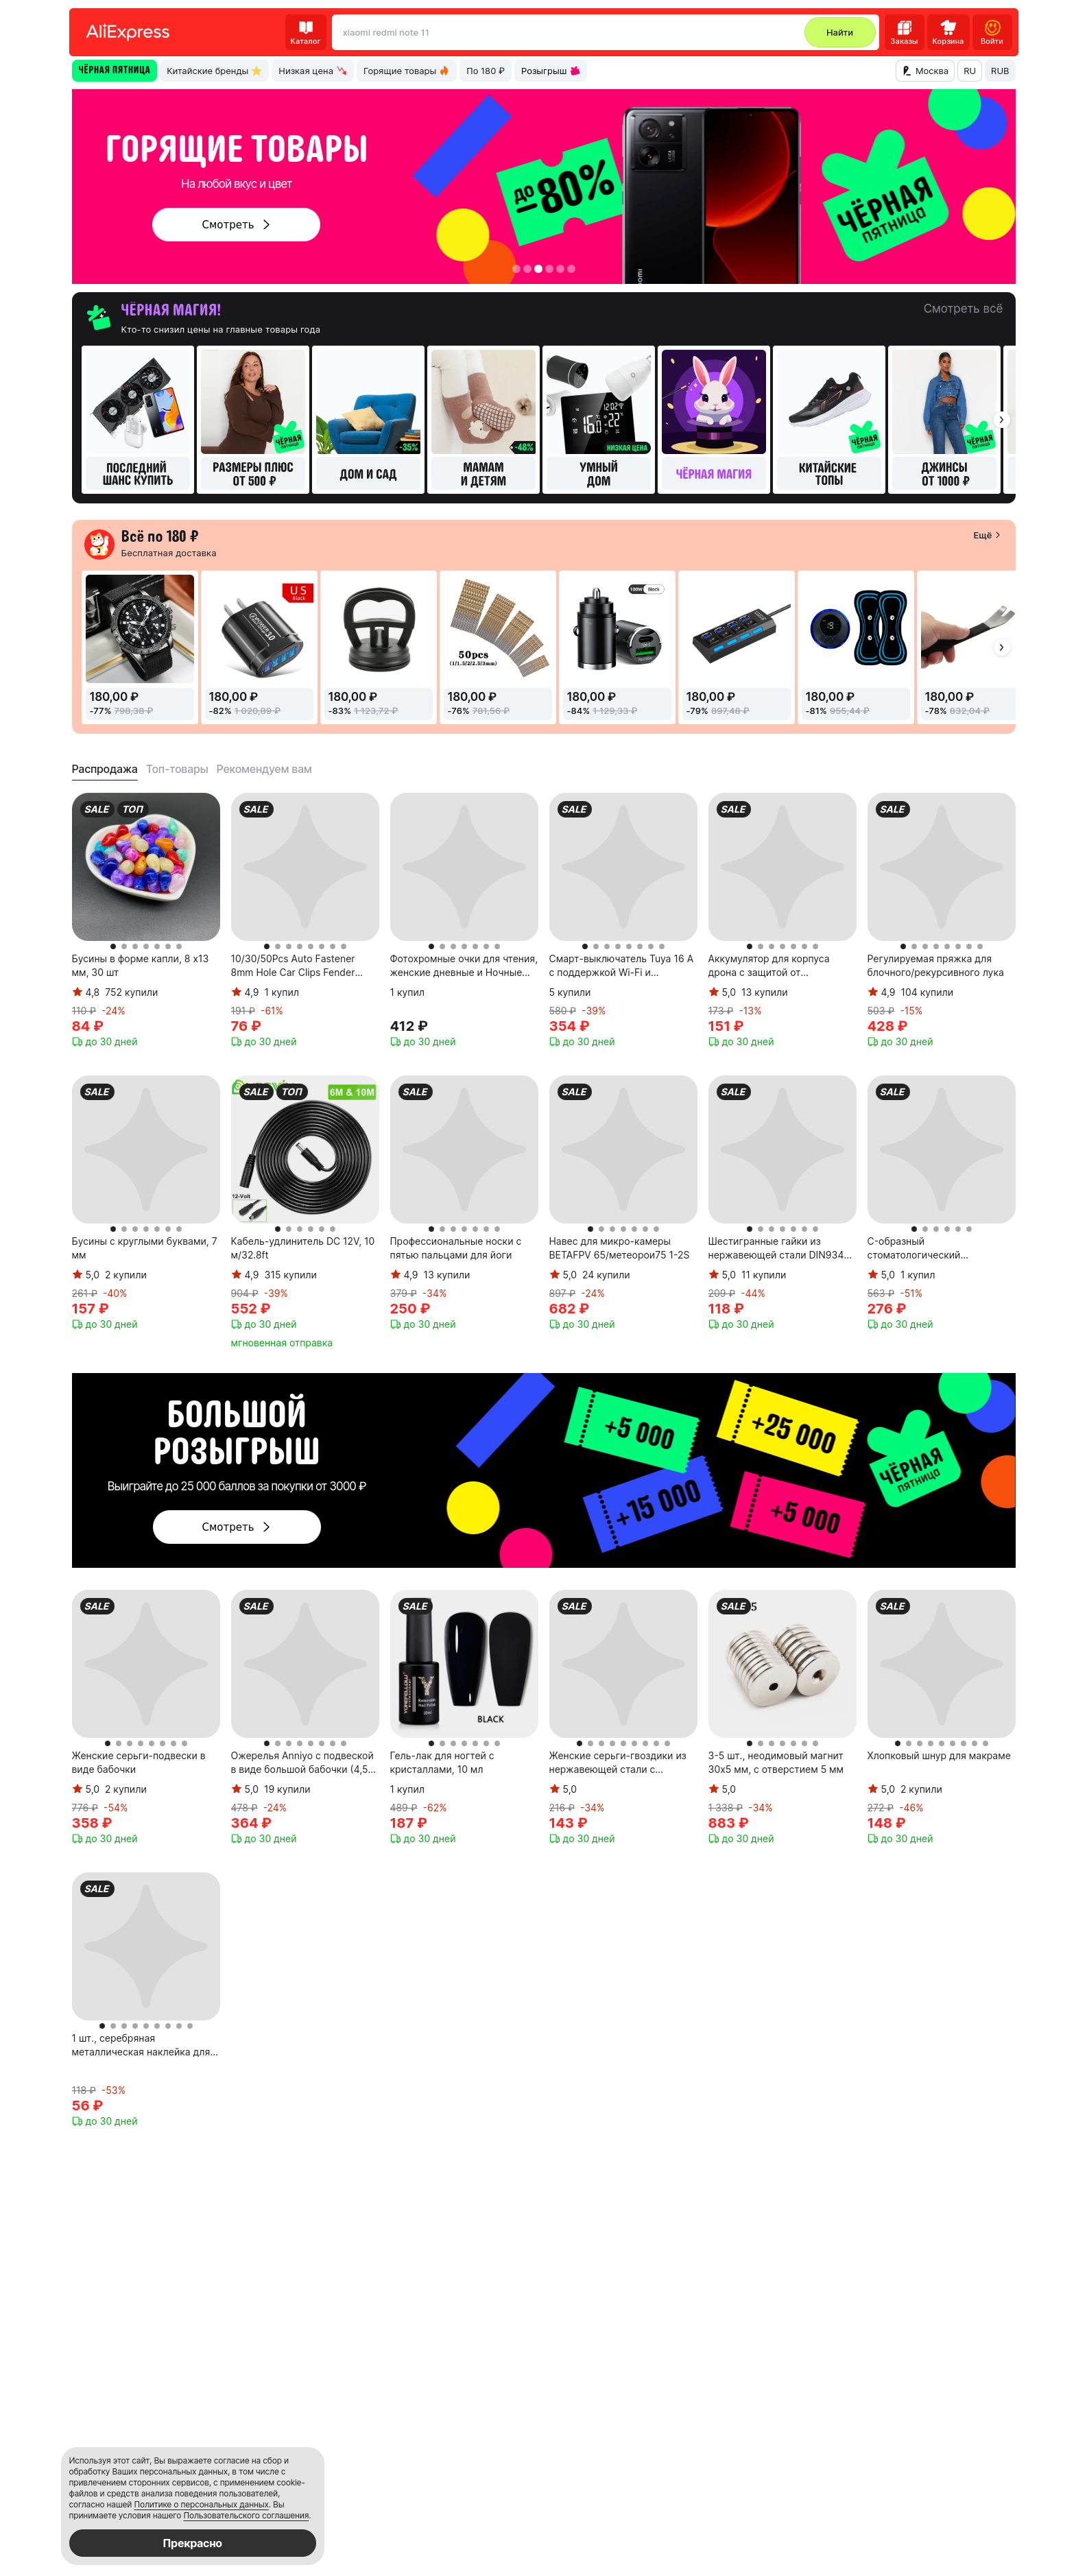 AliExpress
Каталог
xiaomi redmi note 11
Найти
Заказы
Корзина
Войти
ЧЁРНАЯ ПЯТНИЦА
Китайские бренды
Низкая цена
Горящие товары
По 180 ₽
Розыгрыш
Москва
RU
RUB
ГОРЯЩИЕ ТОВАРЫ
На любой вкус и цвет
Смотреть
ДО
–80%
ЧЁРНАЯ
ПЯТНИЦА
ЧЁРНАЯ МАГИЯ!
Кто-то снизил цены на главные товары года
Смотреть всё
ПОСЛЕДНИЙ
ШАНС КУПИТЬ
ЧЁРНАЯ
ПЯТНИЦА
РАЗМЕРЫ ПЛЮС
ОТ 500 ₽
-35%
ДОМ И САД
-48%
МАМАМ
И ДЕТЯМ
НИЗКАЯ ЦЕНА
УМНЫЙ
ДОМ
ЧЁРНАЯ МАГИЯ
ЧЁРНАЯ
ПЯТНИЦА
КИТАЙСКИЕ
ТОПЫ
ЧЁРНАЯ
ПЯТНИЦА
ДЖИНСЫ
ОТ 1000 ₽
Всё по 180 ₽
Бесплатная доставка
Ещё
US
Black
50pcs
(1/1.5/2/2.5/3mm)
100W
Black
180,00 ₽
-77% 798,38 ₽
180,00 ₽
-82% 1 020,89 ₽
180,00 ₽
-83% 1 123,72 ₽
180,00 ₽
-76% 781,56 ₽
180,00 ₽
-84% 1 129,33 ₽
180,00 ₽
-79% 897,48 ₽
180,00 ₽
-81% 955,44 ₽
180,00 ₽
-78% 832,04 ₽
Распродажа
Топ-товары
Рекомендуем вам
SALE ТОП
Бусины в форме капли, 8 x13
мм, 30 шт
4,8 752 купили
110 ₽ -24%
84 ₽
до 30 дней
SALE
10/30/50Pcs Auto Fastener
8mm Hole Car Clips Fender...
4,9 1 купил
191 ₽ -61%
76 ₽
до 30 дней
Фотохромные очки для чтения,
женские дневные и Ночные...
1 купил
412 ₽
до 30 дней
SALE
Смарт-выключатель Tuya 16 А
с поддержкой Wi-Fi и...
5 купили
580 ₽ -39%
354 ₽
до 30 дней
SALE
Аккумулятор для корпуса
дрона с защитой от...
5,0 13 купили
173 ₽ -13%
151 ₽
до 30 дней
SALE
Регулируемая пряжка для
блочного/рекурсивного лука
4,9 104 купили
503 ₽ -15%
428 ₽
до 30 дней
SALE
Бусины с круглыми буквами, 7
мм
5,0 2 купили
261 ₽ -40%
157 ₽
до 30 дней
SALE ТОП
6M & 10M
12-Volt
Кабель-удлинитель DC 12V, 10
м/32.8ft
4,9 315 купили
904 ₽ -39%
552 ₽
до 30 дней
мгновенная отправка
SALE
Профессиональные носки с
пятью пальцами для йоги
4,9 13 купили
379 ₽ -34%
250 ₽
до 30 дней
SALE
Навес для микро-камеры
BETAFPV 65/метеорои75 1-2S
5,0 24 купили
897 ₽ -24%
682 ₽
до 30 дней
SALE
Шестигранные гайки из
нержавеющей стали DIN934...
5,0 11 купили
209 ₽ -44%
118 ₽
до 30 дней
SALE
С-образный
стоматологический...
5,0 1 купил
563 ₽ -51%
276 ₽
до 30 дней
БОЛЬШОЙ
РОЗЫГРЫШ
Выиграйте до 25 000 баллов за покупки от 3000 ₽
Смотреть
+5 000
+25 000
+15 000
+5 000
ЧЁРНАЯ
ПЯТНИЦА
SALE
Женские серьги-подвески в
виде бабочки
5,0 2 купили
776 ₽ -54%
358 ₽
до 30 дней
SALE
Ожерелья Anniyo с подвеской
в виде большой бабочки (4,5...
5,0 19 купили
478 ₽ -24%
364 ₽
до 30 дней
SALE
BLACK
Гель-лак для ногтей с
кристаллами, 10 мл
1 купил
489 ₽ -62%
187 ₽
до 30 дней
SALE
Женские серьги-гвоздики из
нержавеющей стали с...
5,0
216 ₽ -34%
143 ₽
до 30 дней
SALE 5
3-5 шт., неодимовый магнит
30x5 мм, с отверстием 5 мм
5,0
1 338 ₽ -34%
883 ₽
до 30 дней
SALE
Хлопковый шнур для макраме
5,0 2 купили
272 ₽ -46%
148 ₽
до 30 дней
SALE
1 шт., серебряная
металлическая наклейка для...
118 ₽ -53%
56 ₽
до 30 дней
Используя этот сайт, Вы выражаете согласие на сбор и
обработку Ваших персональных данных, в том числе с
привлечением сторонних сервисов, с применением cookie-
файлов и средств анализа поведения пользователей,
согласно нашей Политике о персональных данных. Вы
принимаете условия нашего Пользовательского соглашения.
Прекрасно